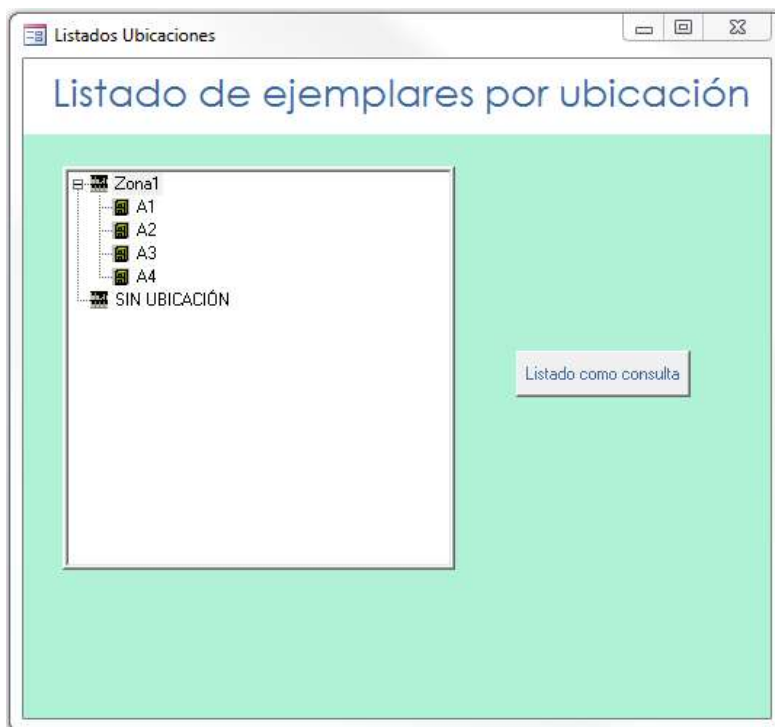 Listados Ubicaciones
Listado de ejemplares por ubicación
Zona1
A1
A2
A3
A4
SIN UBICACIÓN
Listado como consulta